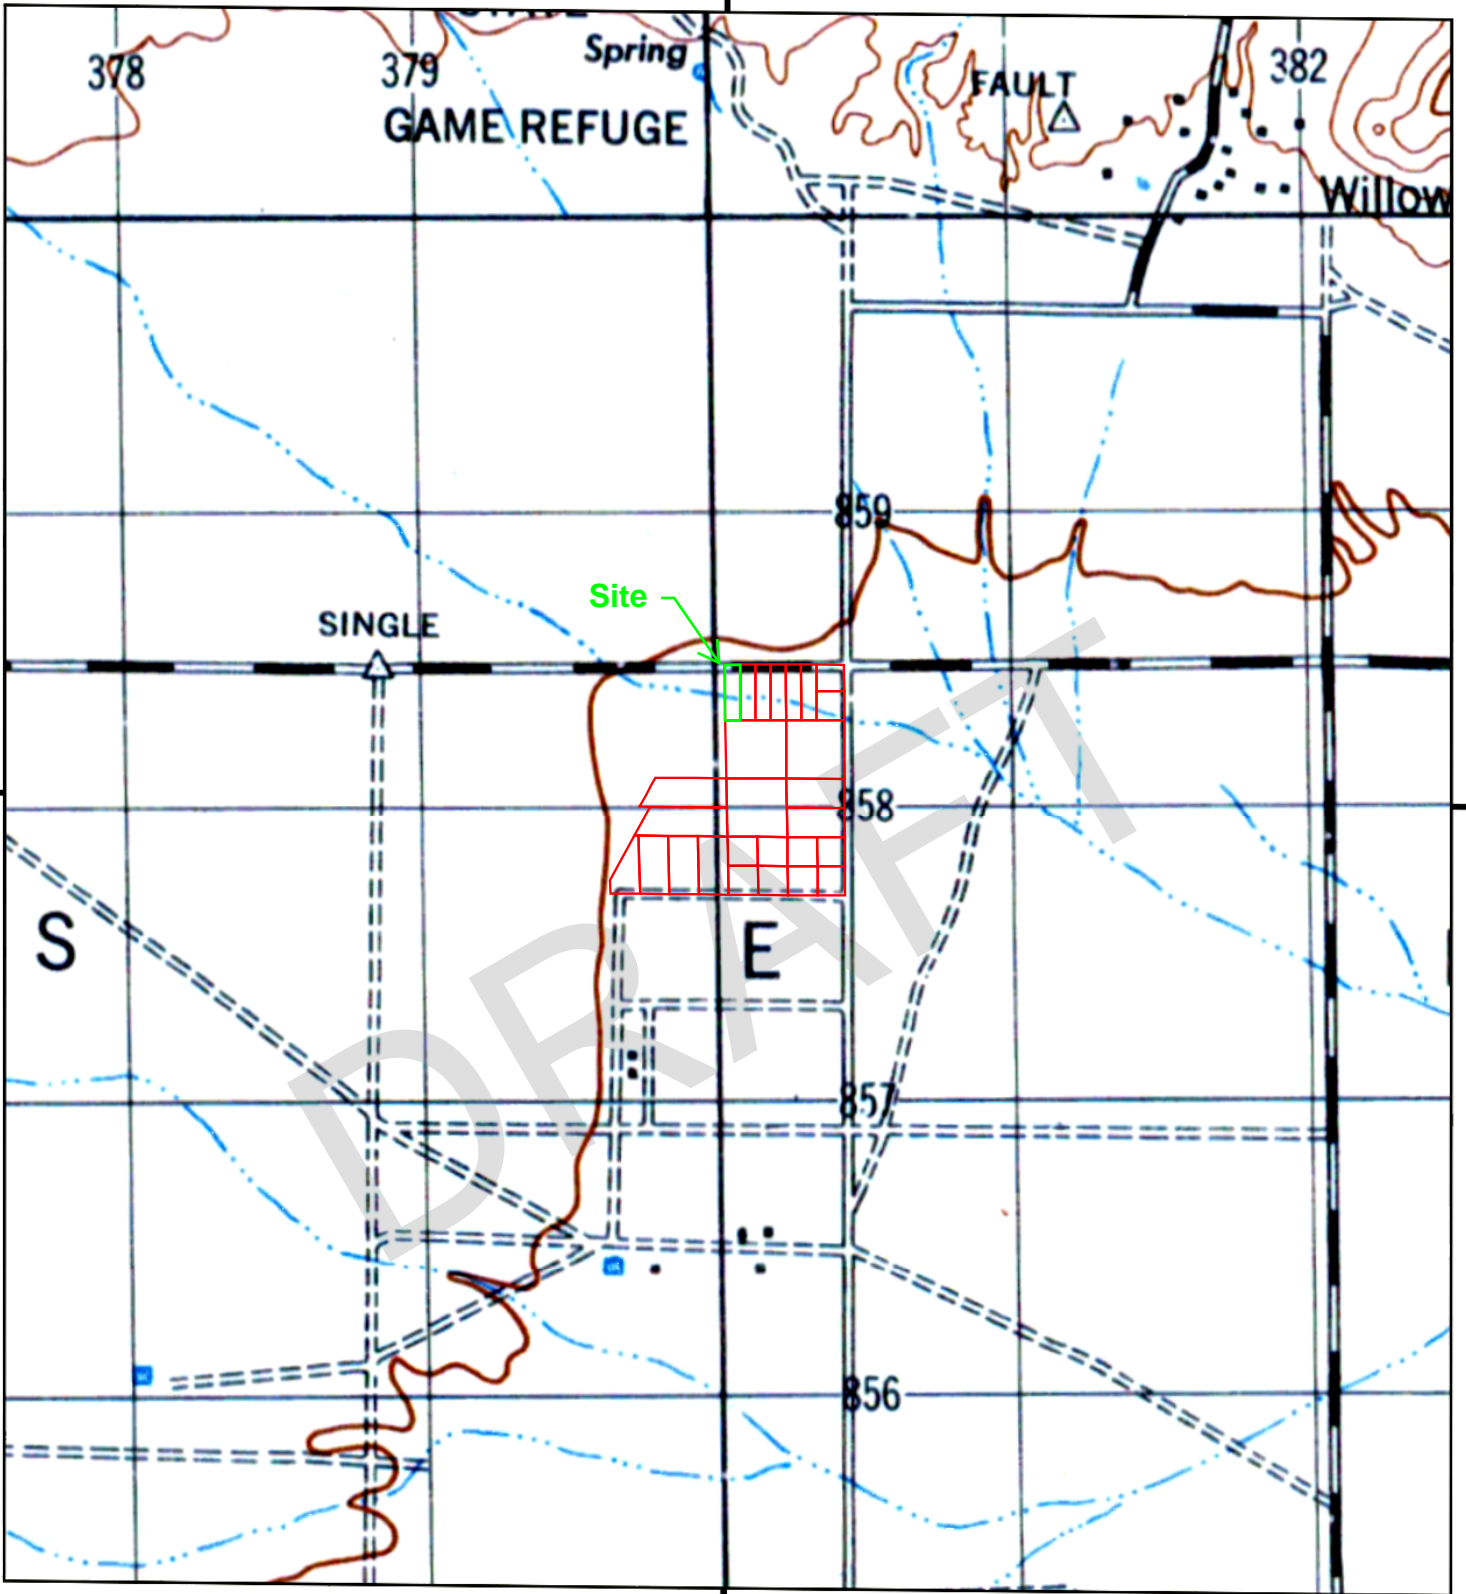 Spring
378
379
FAULT
382
GAME REFUGE
Willow
859
Site
SINGLE
858
S
E
857
856
DRAFT